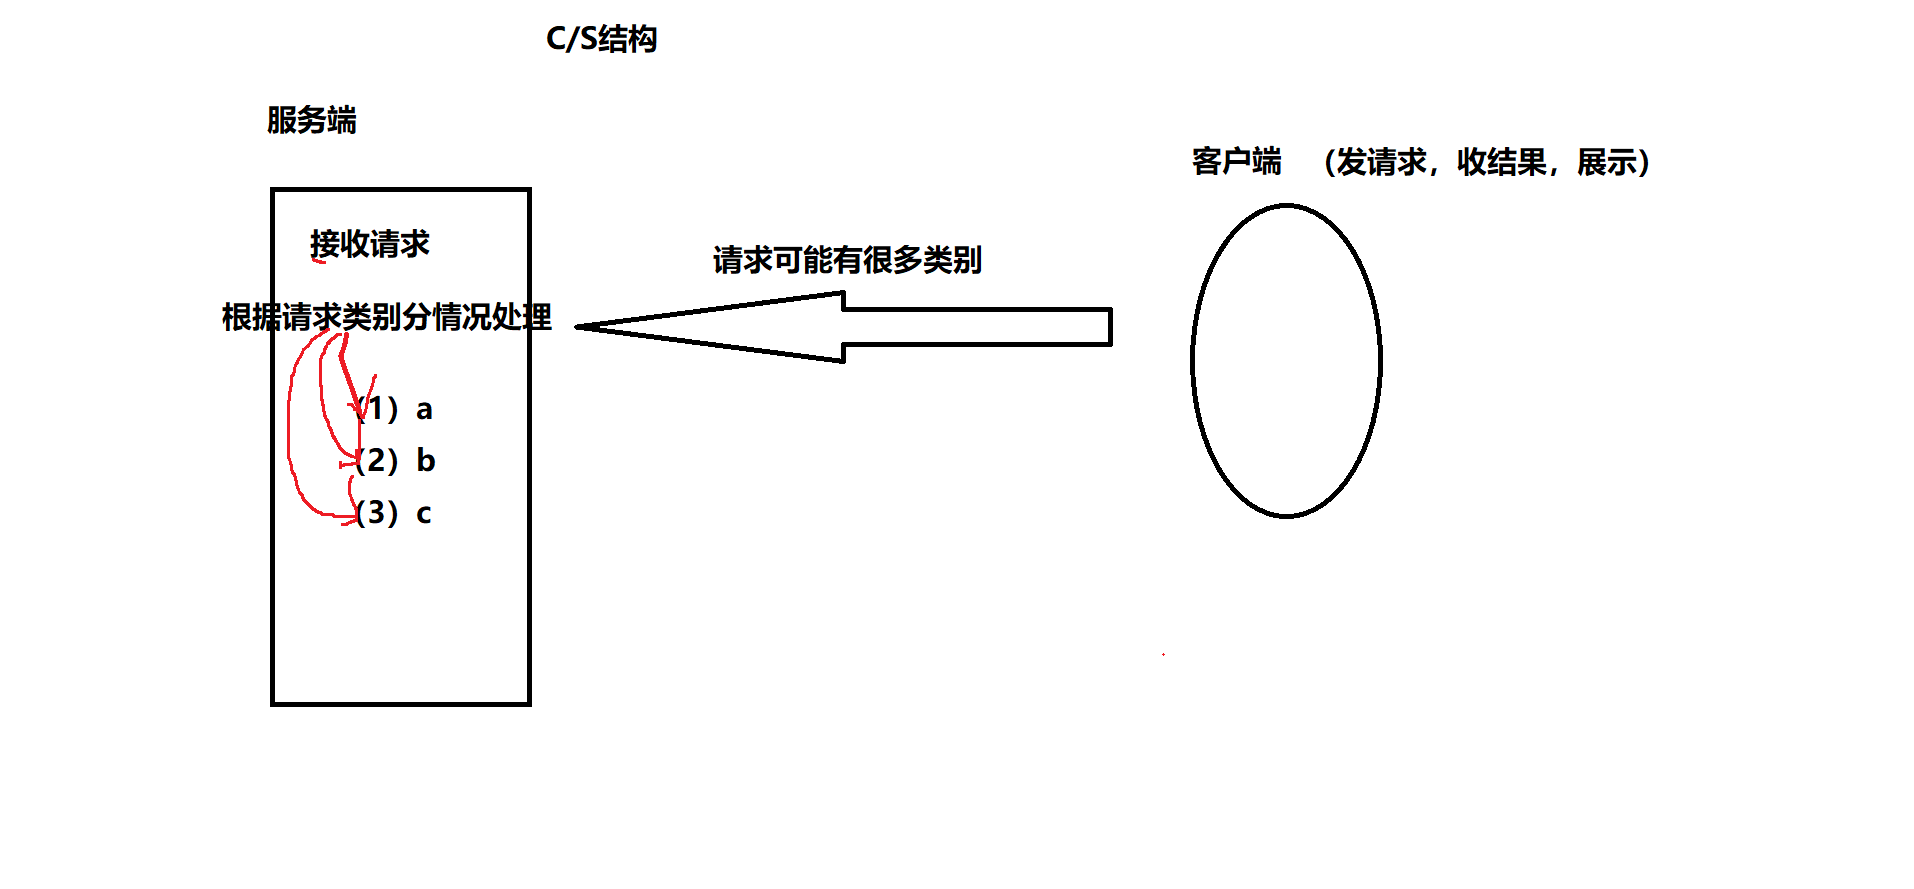 C/S结构
服务端
客户端 （发请求，收结果，展示）
接收请求
请求可能有很多类别
根据请求类别分情况处理
（1）a
（2）b
（3）c